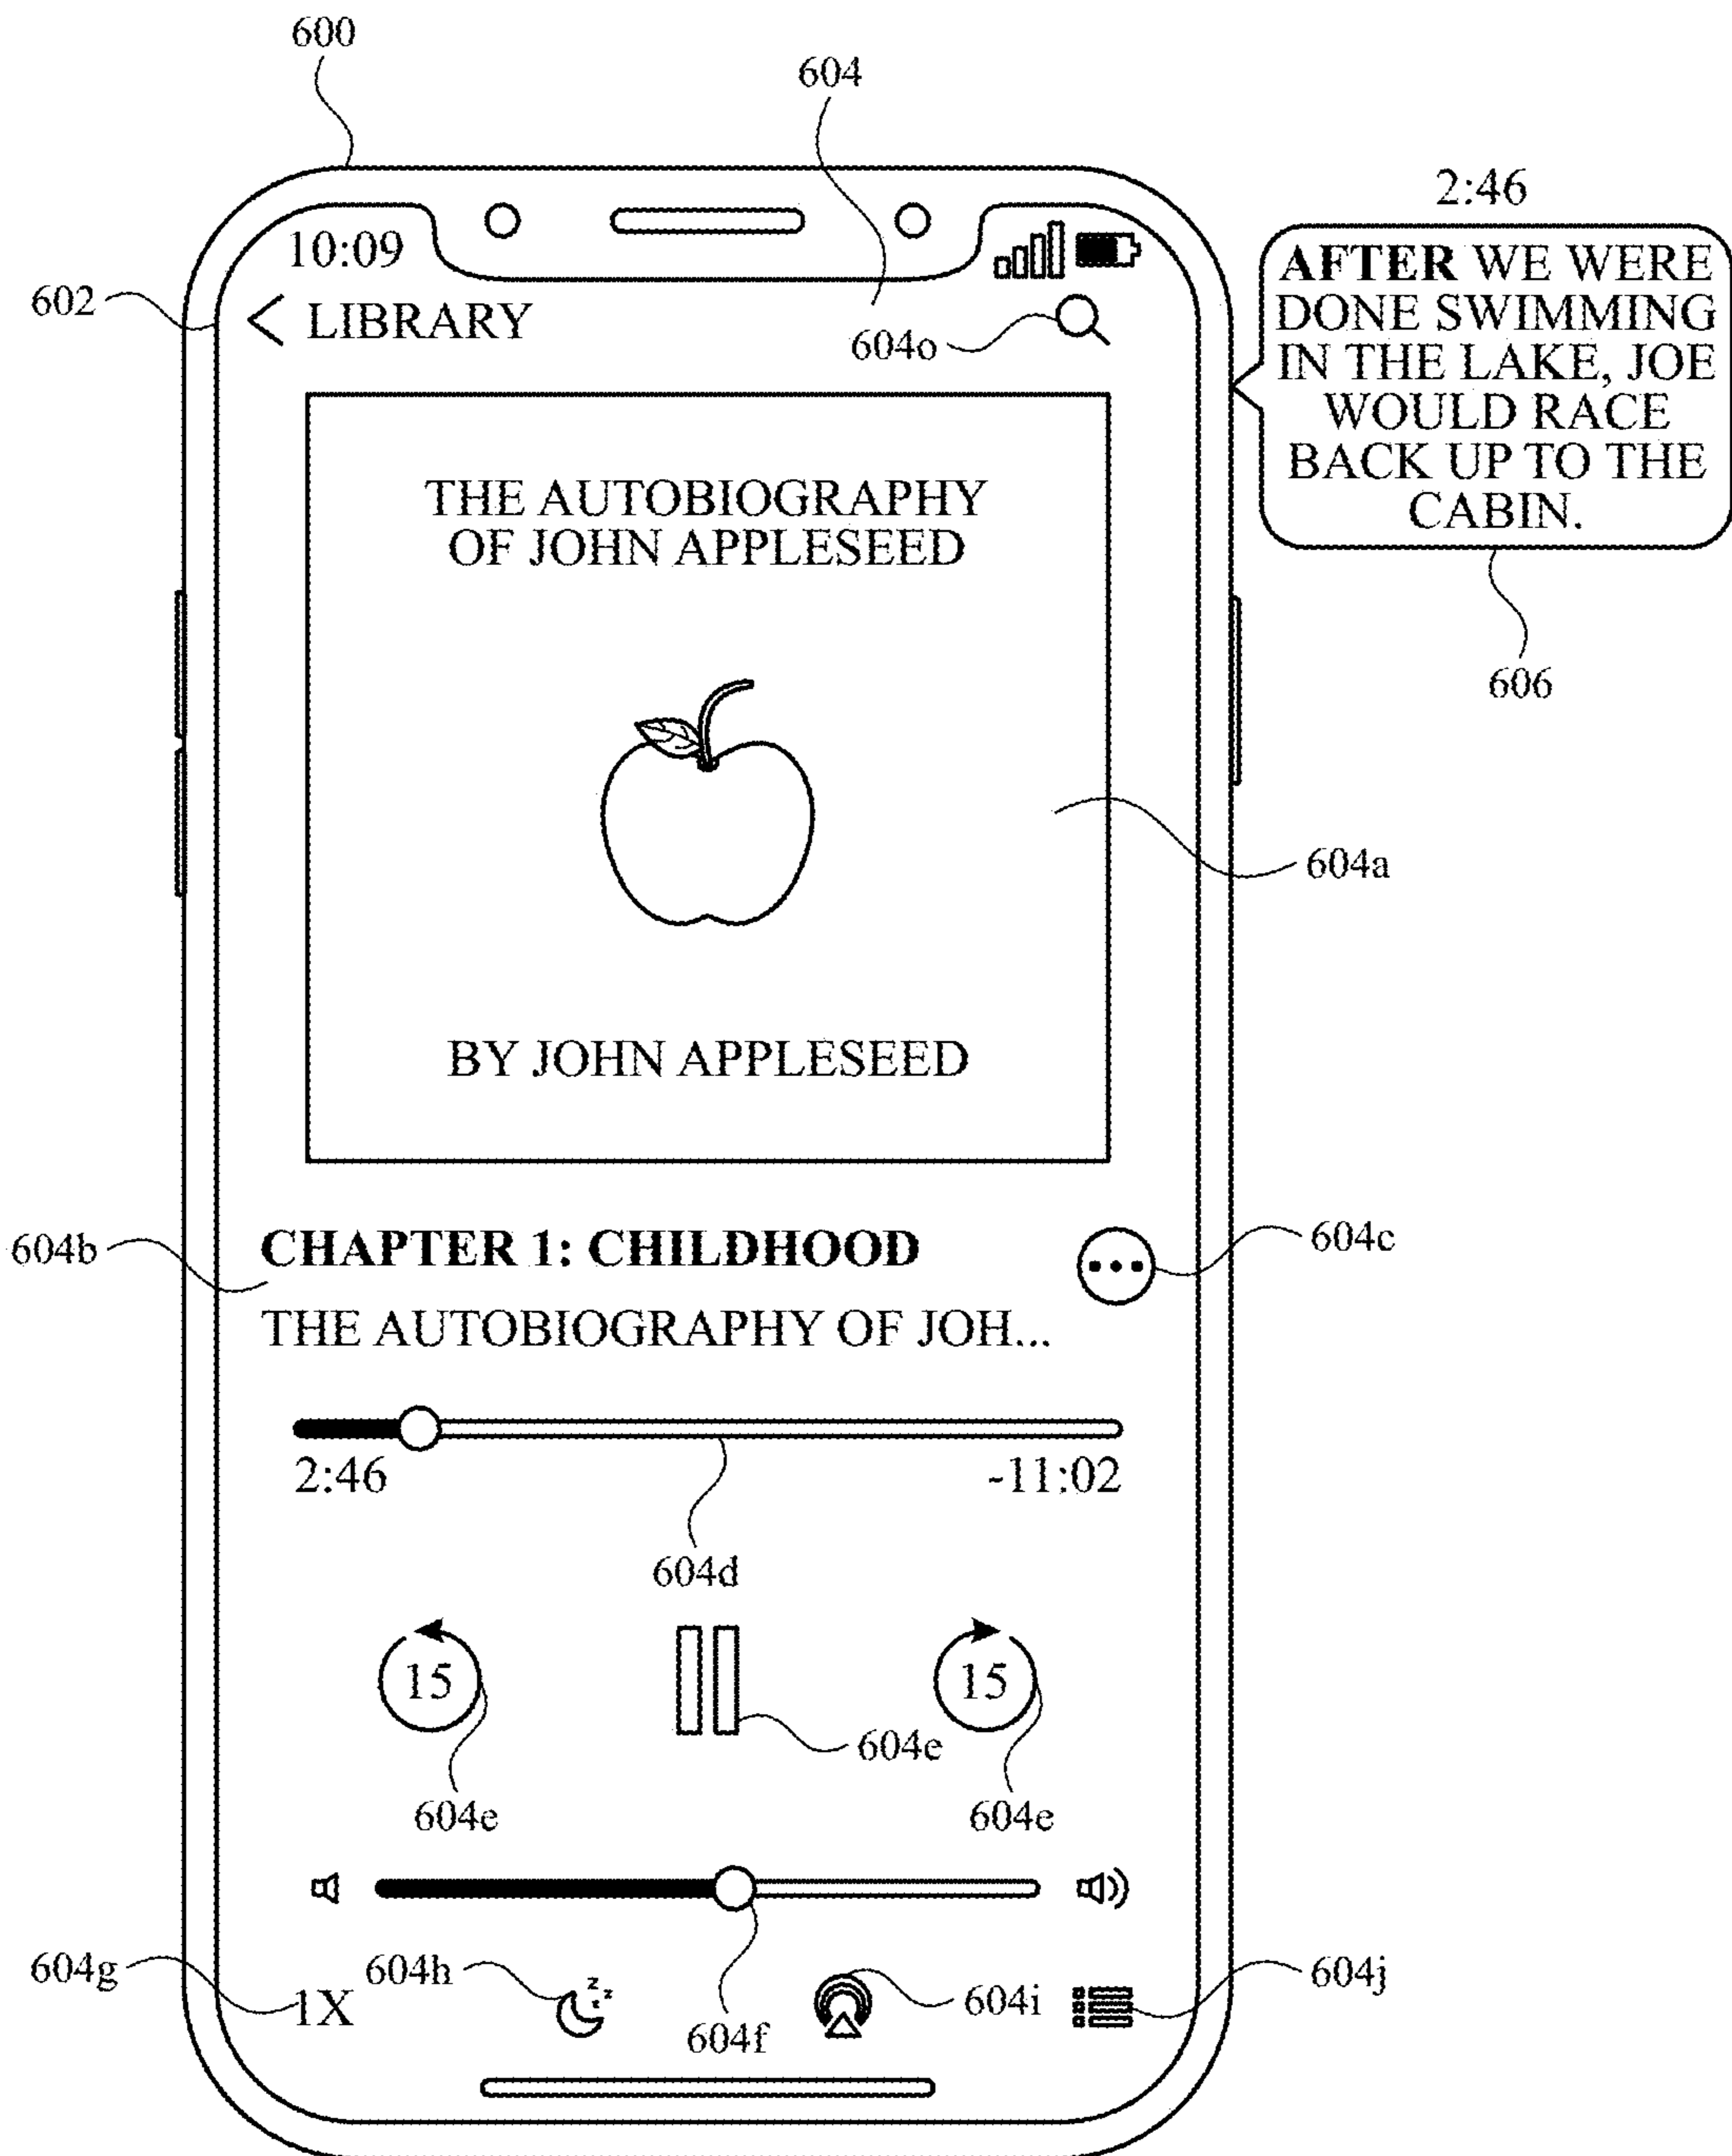 600
604
2:46
10:09
602
LIBRARY
604o
AFTER WE WERE
DONE SWIMMING
IN THE LAKE, JOE
WOULD RACE
BACK UP TO THE
CABIN.
606
THE AUTOBIOGRAPHY
OF JOHN APPLESEED
604a
BY JOHN APPLESEED
604b
CHAPTER 1: CHILDHOOD
604c
THE AUTOBIOGRAPHY OF JOH...
2:46
-11:02
604d
15
15
604e
604e
604e
604g
1X
604h
z z z
604f
604i
604j